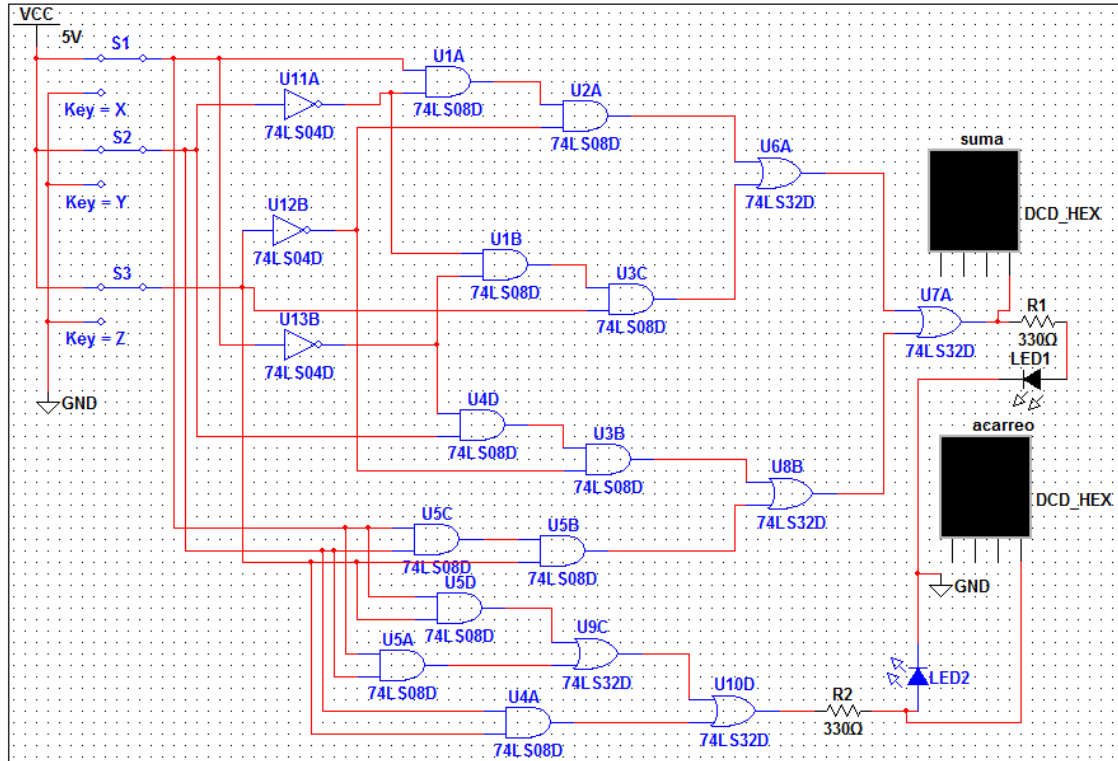 VCC
5V
S1
Key = X
S2
Key = Y
S3
Key = Z
GND
U11A
74LS04D
U12B
74LS04D
U13B
74LS04D
U1A
74LS08D
U2A
74LS08D
U1B
74LS08D
U3C
74LS08D
U4D
74LS08D
U3B
74LS08D
U5C
74LS08D
U5B
74LS08D
U5D
74LS08D
U5A
74LS08D
U4A
74LS08D
U6A
74LS32D
U7A
74LS32D
U8B
74LS32D
U9C
74LS32D
U10D
74LS32D
suma
DCD_HEX
R1
330Ω
LED1
acarreo
DCD_HEX
GND
LED2
R2
330Ω